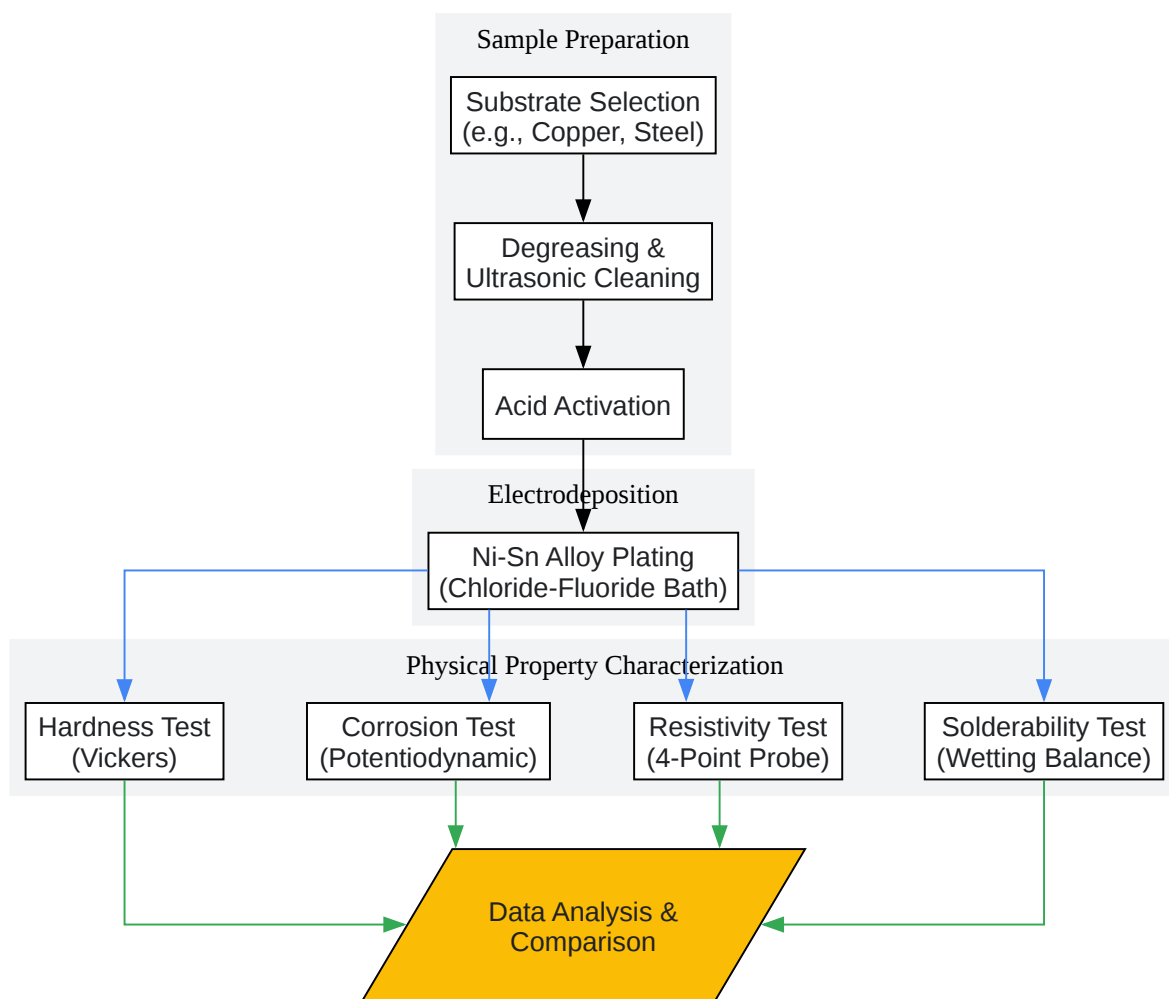 Sample Preparation
Substrate Selection
(e.g., Copper, Steel)
Degreasing &
Ultrasonic Cleaning
Acid Activation
Electrodeposition
Ni-Sn Alloy Plating
(Chloride-Fluoride Bath)
Physical Property Characterization
Hardness Test
(Vickers)
Corrosion Test
(Potentiodynamic)
Resistivity Test
(4-Point Probe)
Solderability Test
(Wetting Balance)
Data Analysis &
Comparison